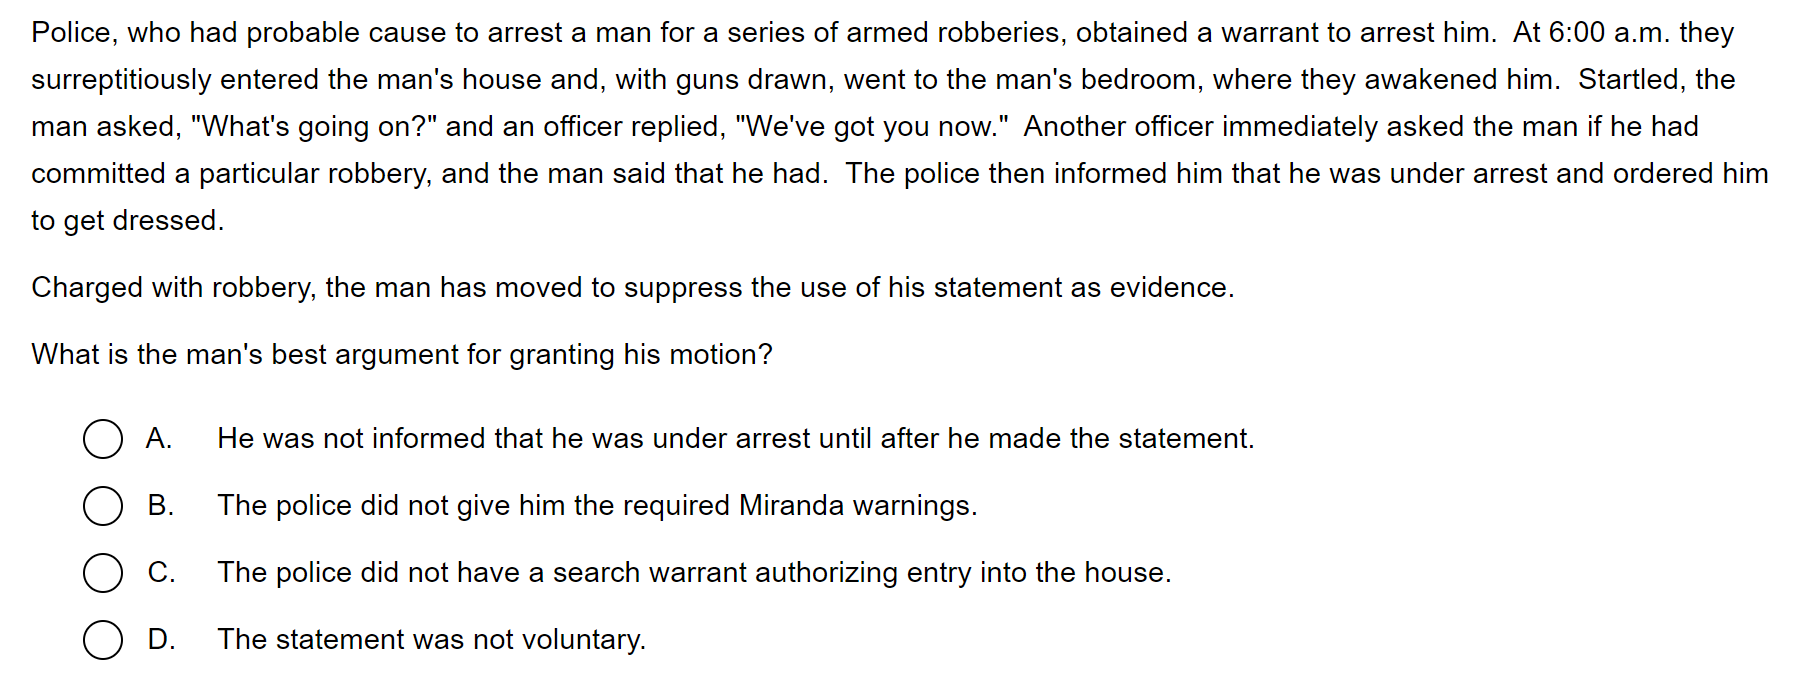 Police, who had probable cause to arrest a man for a series of armed robberies, obtained a warrant to arrest him.  At 6:00 a.m. they
surreptitiously entered the man's house and, with guns drawn, went to the man's bedroom, where they awakened him.  Startled, the
man asked, "What's going on?" and an officer replied, "We've got you now."  Another officer immediately asked the man if he had
committed a particular robbery, and the man said that he had.  The police then informed him that he was under arrest and ordered him
to get dressed.
Charged with robbery, the man has moved to suppress the use of his statement as evidence.
What is the man's best argument for granting his motion?
A. He was not informed that he was under arrest until after he made the statement.
B. The police did not give him the required Miranda warnings.
C. The police did not have a search warrant authorizing entry into the house.
D. The statement was not voluntary.